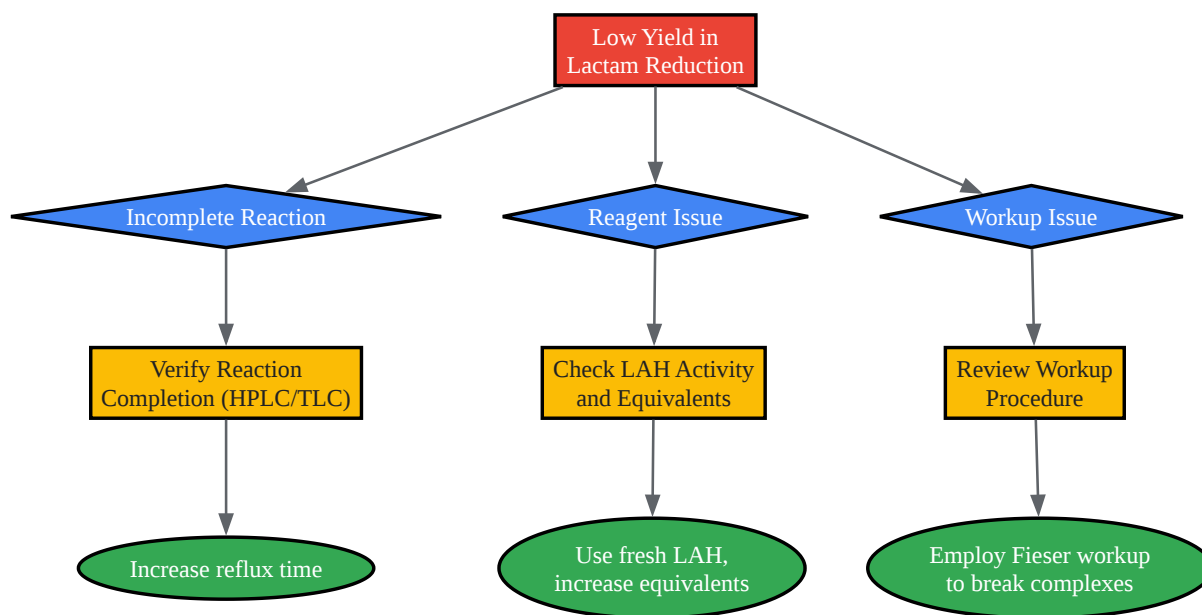 Low Yield in
Lactam Reduction
Incomplete Reaction
Reagent Issue
Workup Issue
Verify Reaction
Completion (HPLC/TLC)
Check LAH Activity
and Equivalents
Review Workup
Procedure
Increase reflux time
Use fresh LAH,
increase equivalents
Employ Fieser workup
to break complexes